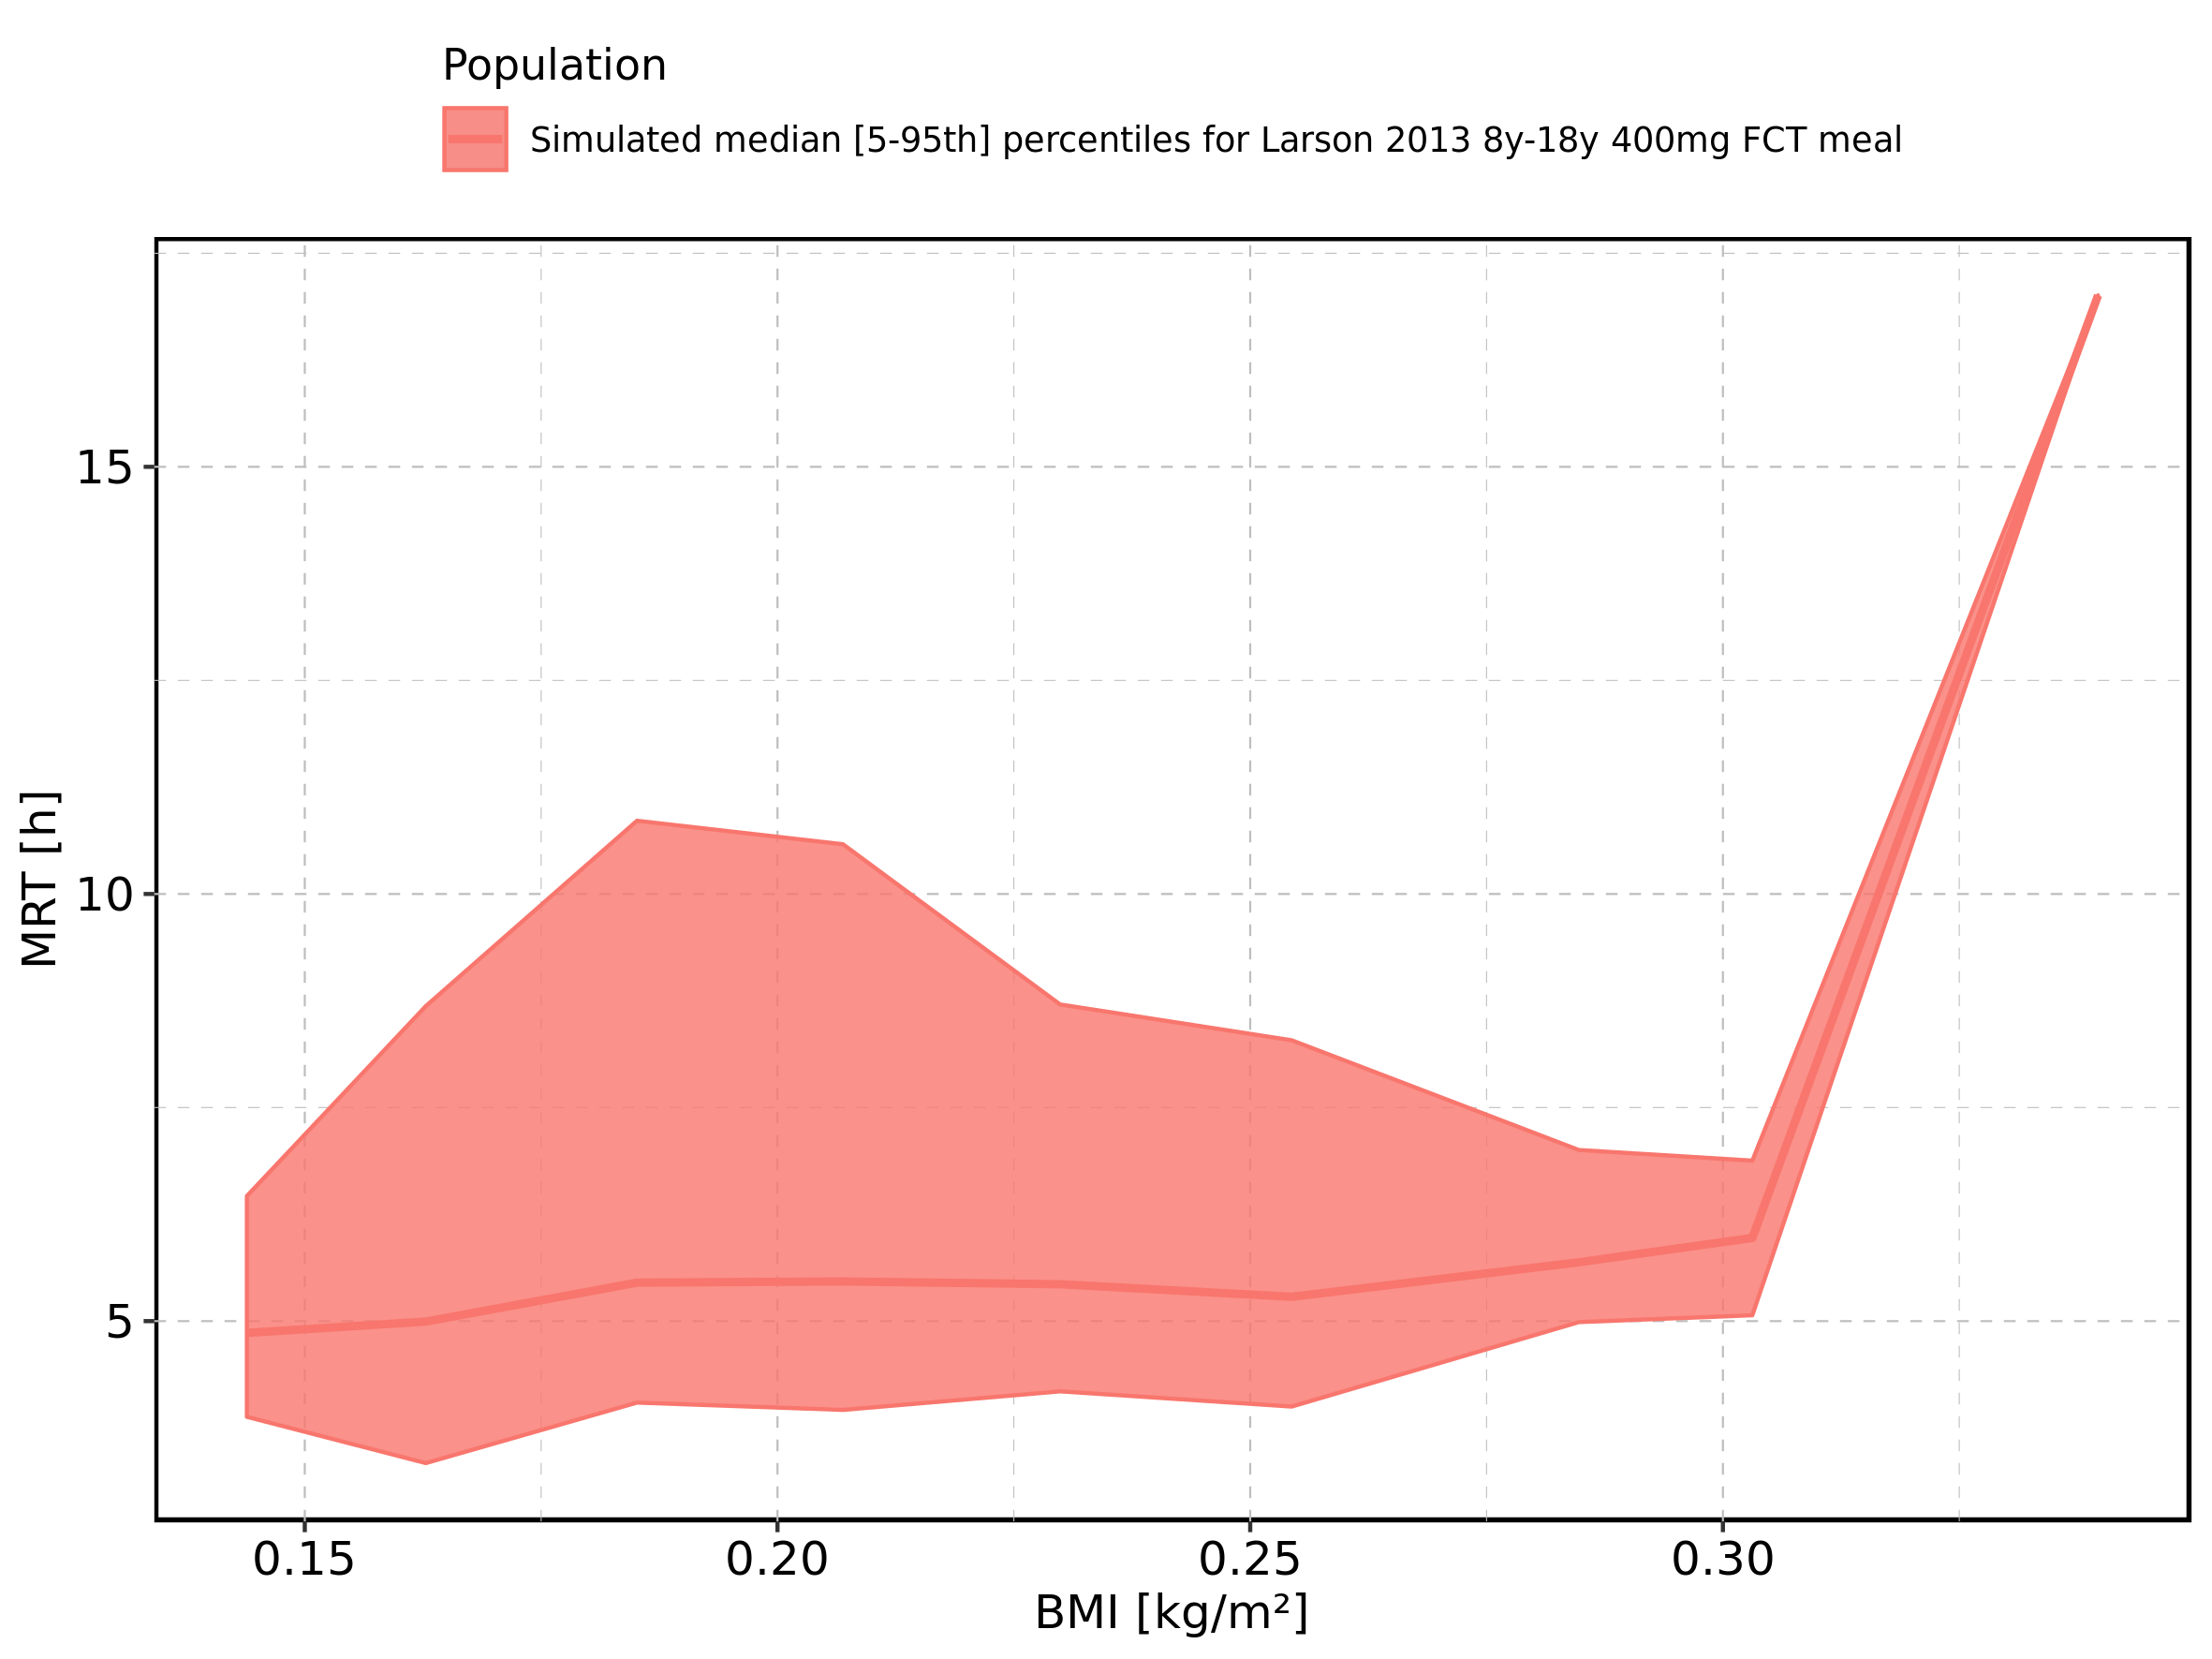 Population
Simulated median [5-95th] percentiles for Larson 2013 8y-18y 400mg FCT meal
MRT [h]
15
10
5
0.15 0.20 0.25 0.30
BMI [kg/m²]